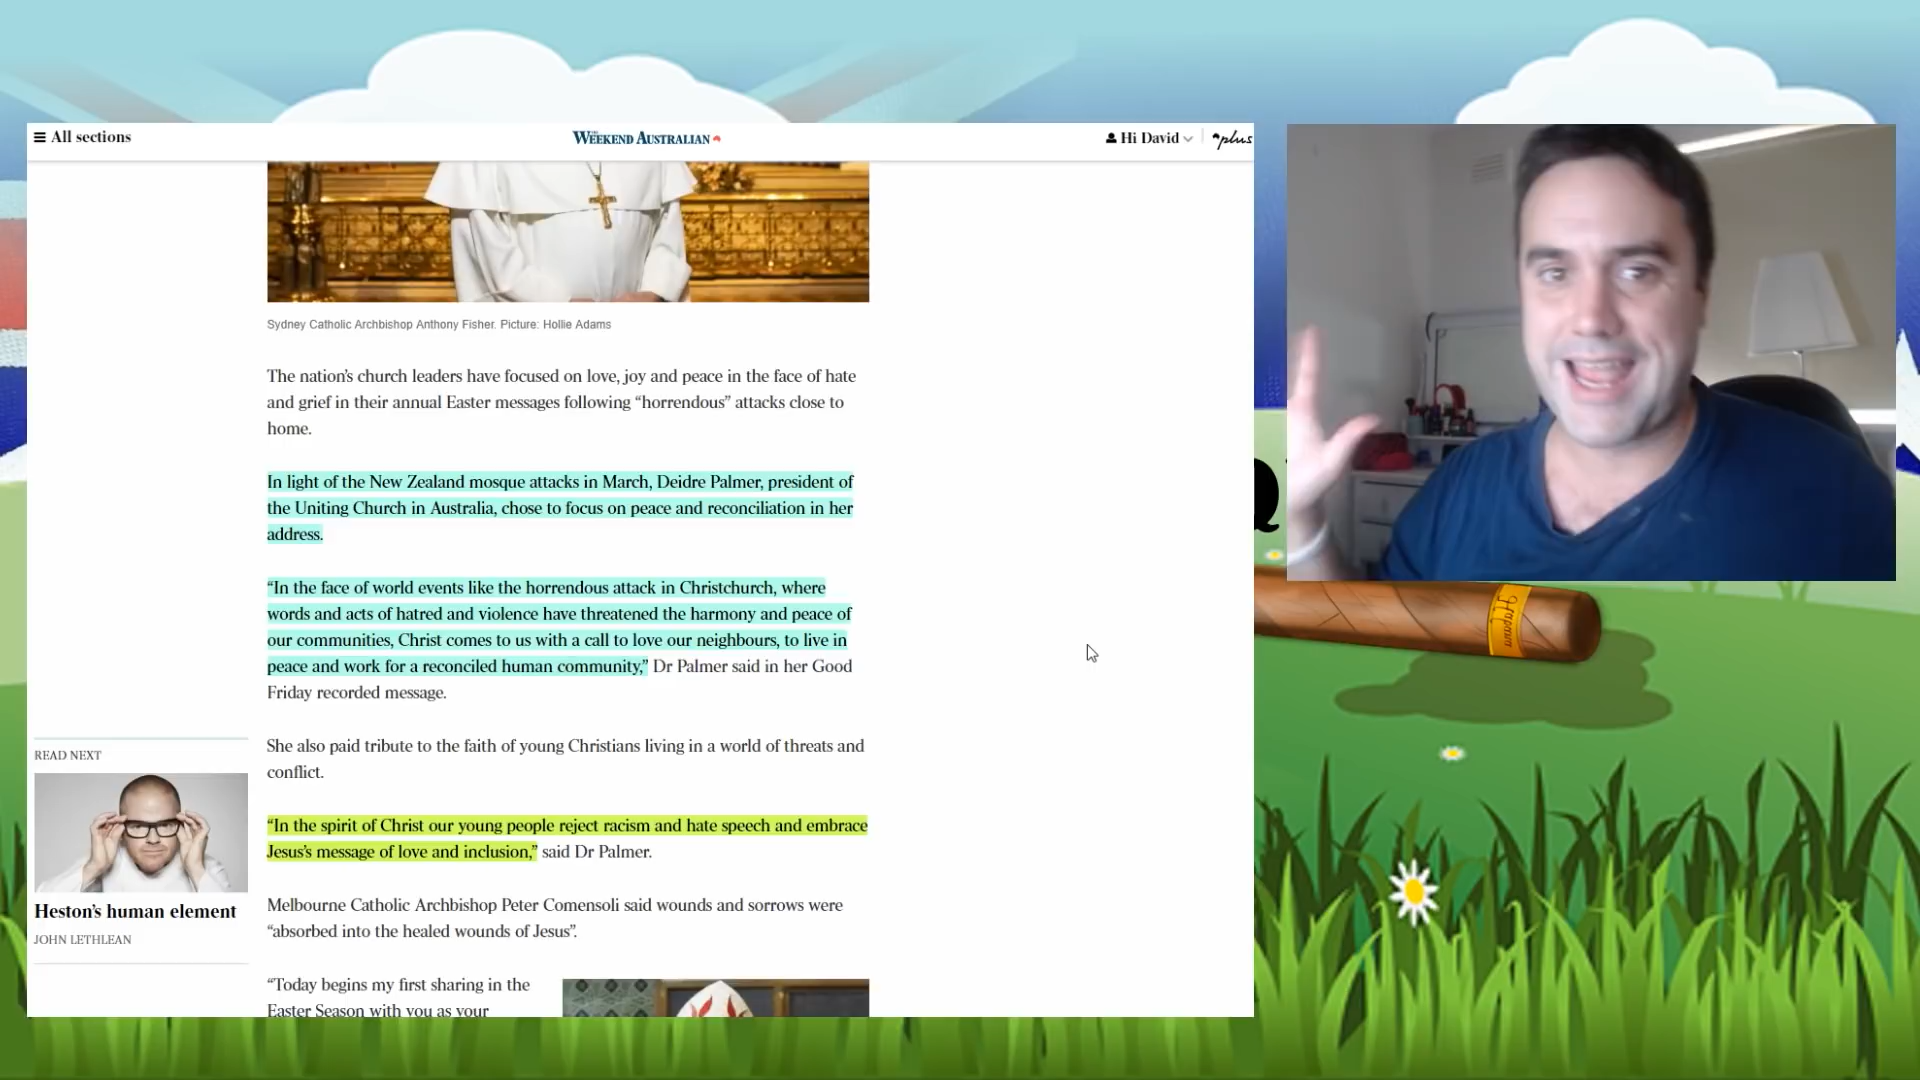 All sections
THE WEEKEND AUSTRALIAN
Hi David
plus
Sydney Catholic Archbishop Anthony Fisher. Picture: Hollie Adams
The nation’s church leaders have focused on love, joy and peace in the face of hate
and grief in their annual Easter messages following “horrendous” attacks close to
home.
In light of the New Zealand mosque attacks in March, Deidre Palmer, president of
the Uniting Church in Australia, chose to focus on peace and reconciliation in her
address.
“In the face of world events like the horrendous attack in Christchurch, where
words and acts of hatred and violence have threatened the harmony and peace of
our communities, Christ comes to us with a call to love our neighbours, to live in
peace and work for a reconciled human community,” Dr Palmer said in her Good
Friday recorded message.
She also paid tribute to the faith of young Christians living in a world of threats and
conflict.
“In the spirit of Christ our young people reject racism and hate speech and embrace
Jesus’s message of love and inclusion,” said Dr Palmer.
Melbourne Catholic Archbishop Peter Comensoli said wounds and sorrows were
“absorbed into the healed wounds of Jesus”.
“Today begins my first sharing in the
Easter Season with you as your
READ NEXT
Heston’s human element
JOHN LETHLEAN
Havana